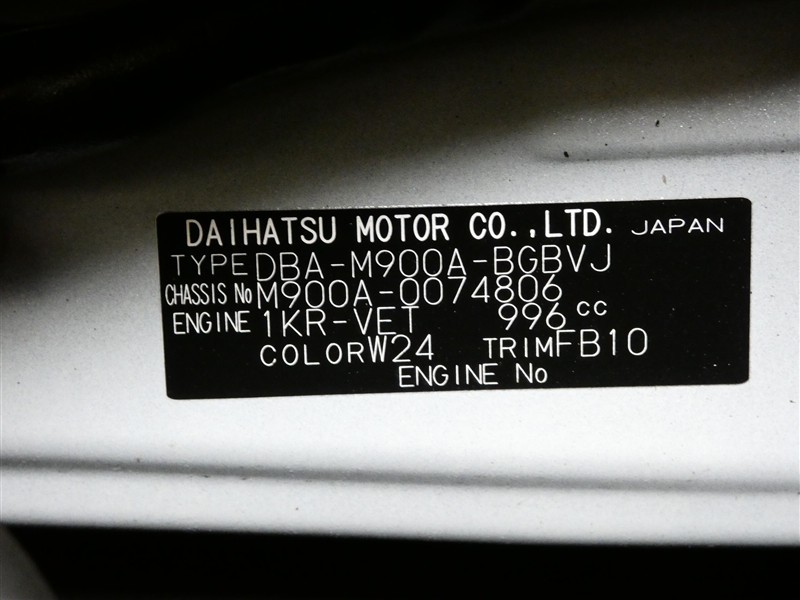 DAIHATSU MOTOR CO.,LTD. JAPAN
TYPE DBA-M900A-BGBVJ
CHASSIS No M900A-0074806
ENGINE 1KR-VET 996 cc
COLOR W24 TRIM FB10
ENGINE No